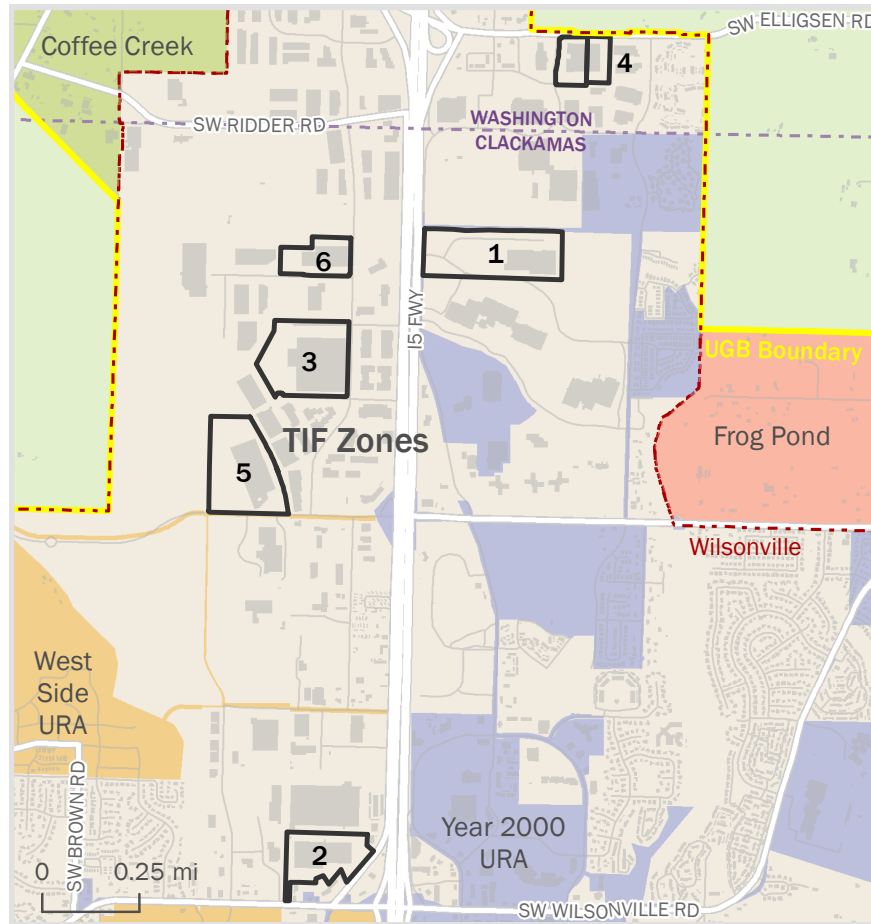 SW ELLIGSEN RD
Coffee Creek
4
SW RIDDER RD
WASHINGTON
CLACKAMAS
6
1
I5 FWY
UGB Boundary
3
TIF Zones
Frog Pond
5
Wilsonville
West
Side
URA
SW BROWN RD
Year 2000
URA
2
0 0.25 mi
SW WILSONVILLE RD